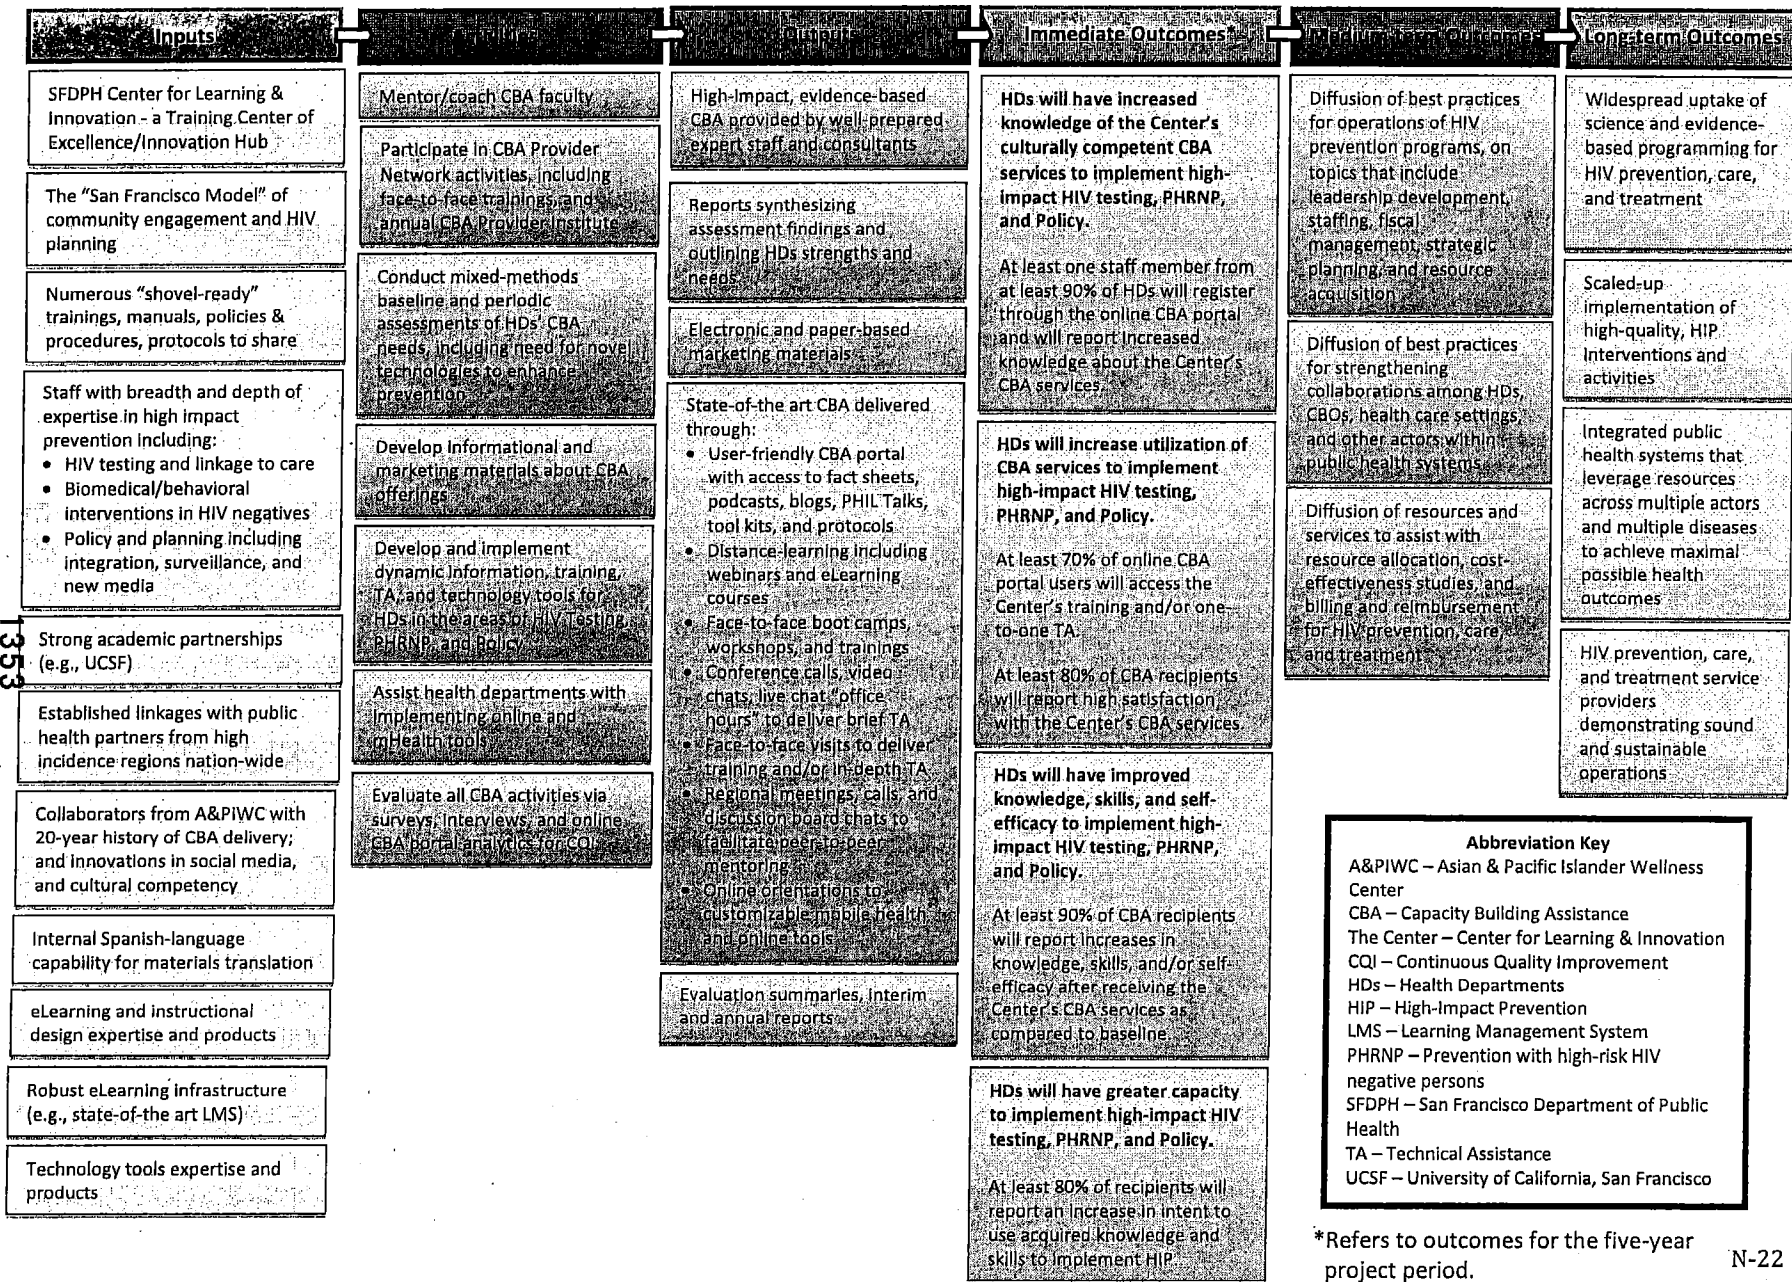 Inputs
Outputs
Immediate Outcomes*
Medium-term Outcomes
Long-term Outcomes
SFDPH Center for Learning &
Innovation - a Training Center of
Excellence/Innovation Hub
The "San Francisco Model" of
community engagement and HIV
planning
Numerous "shovel-ready"
trainings, manuals, policies &
procedures, protocols to share
Staff with breadth and depth of
expertise in high impact
prevention including:
• HIV testing and linkage to care
• Biomedical/behavioral
interventions in HIV negatives
• Policy and planning including
integration, surveillance, and
new media
Strong academic partnerships
(e.g., UCSF)
Established linkages with public
health partners from high
incidence regions nation-wide
Collaborators from A&PIWC with
20-year history of CBA delivery;
and innovations in social media,
and cultural competency
Internal Spanish-language
capability for materials translation
eLearning and instructional
design expertise and products
Robust eLearning infrastructure
(e.g., state-of-the art LMS)
Technology tools expertise and
products
Mentor/coach CBA faculty
Participate in CBA Provider
Network activities, including
face-to-face trainings, and
annual CBA Provider Institute
Conduct mixed-methods
baseline and periodic
assessments of HDs' CBA
needs, including need for novel
technologies to enhance
prevention
Develop informational and
marketing materials about CBA
offerings
Develop and implement
dynamic information, training,
TA, and technology tools for
HDs in the areas of HIV Testing,
PHRNP, and Policy
Assist health departments with
implementing online and
mHealth tools
Evaluate all CBA activities via
surveys, interviews, and online
CBA portal analytics for CQI
High-impact, evidence-based
CBA provided by well-prepared
expert staff and consultants
Reports synthesizing
assessment findings and
outlining HDs strengths and
needs
Electronic and paper-based
marketing materials
State-of-the art CBA delivered
through:
• User-friendly CBA portal
with access to fact sheets,
podcasts, blogs, PHIL Talks,
tool kits, and protocols
• Distance-learning including
webinars and eLearning
courses
• Face-to-face boot camps,
workshops, and trainings
• Conference calls, video
chats, live chat "office
hours" to deliver brief TA
• Face-to-face visits to deliver
training and/or in-depth TA
• Regional meetings, calls, and
discussion board chats to
facilitate peer-to-peer
mentoring
• Online orientations to
customizable mobile health
and online tools
Evaluation summaries, interim
and annual reports
HDs will have increased
knowledge of the Center's
culturally competent CBA
services to implement high-
impact HIV testing, PHRNP,
and Policy.
At least one staff member from
at least 90% of HDs will register
through the online CBA portal
and will report increased
knowledge about the Center's
CBA services.
HDs will increase utilization of
CBA services to implement
high-impact HIV testing,
PHRNP, and Policy.
At least 70% of online CBA
portal users will access the
Center's training and/or one-
to-one TA.
At least 80% of CBA recipients
will report high satisfaction
with the Center's CBA services.
HDs will have improved
knowledge, skills, and self-
efficacy to implement high-
impact HIV testing, PHRNP,
and Policy.
At least 90% of CBA recipients
will report increases in
knowledge, skills, and/or self-
efficacy after receiving the
Center's CBA services as
compared to baseline
HDs will have greater capacity
to implement high-impact HIV
testing, PHRNP, and Policy.
At least 80% of recipients will
report an increase in intent to
use acquired knowledge and
skills to implement HIP
Diffusion of best practices
for operations of HIV
prevention programs, on
topics that include
leadership development,
staffing, fiscal
management, strategic
planning, and resource
acquisition
Diffusion of best practices
for strengthening
collaborations among HDs,
CBOs, health care settings,
and other actors within
public health systems
Diffusion of resources and
services to assist with
resource allocation, cost-
effectiveness studies, and
billing and reimbursement
for HIV prevention, care,
and treatment
Widespread uptake of
science and evidence-
based programming for
HIV prevention, care,
and treatment
Scaled-up
implementation of
high-quality, HIP
Interventions and
activities
Integrated public
health systems that
leverage resources
across multiple actors
and multiple diseases
to achieve maximal
possible health
outcomes
HIV prevention, care,
and treatment service
providers
demonstrating sound
and sustainable
operations
Abbreviation Key
A&PIWC – Asian & Pacific Islander Wellness
Center
CBA – Capacity Building Assistance
The Center – Center for Learning & Innovation
CQI – Continuous Quality Improvement
HDs – Health Departments
HIP – High-Impact Prevention
LMS – Learning Management System
PHRNP – Prevention with high-risk HIV
negative persons
SFDPH – San Francisco Department of Public
Health
TA – Technical Assistance
UCSF – University of California, San Francisco
*Refers to outcomes for the five-year
project period.
N-22
1353